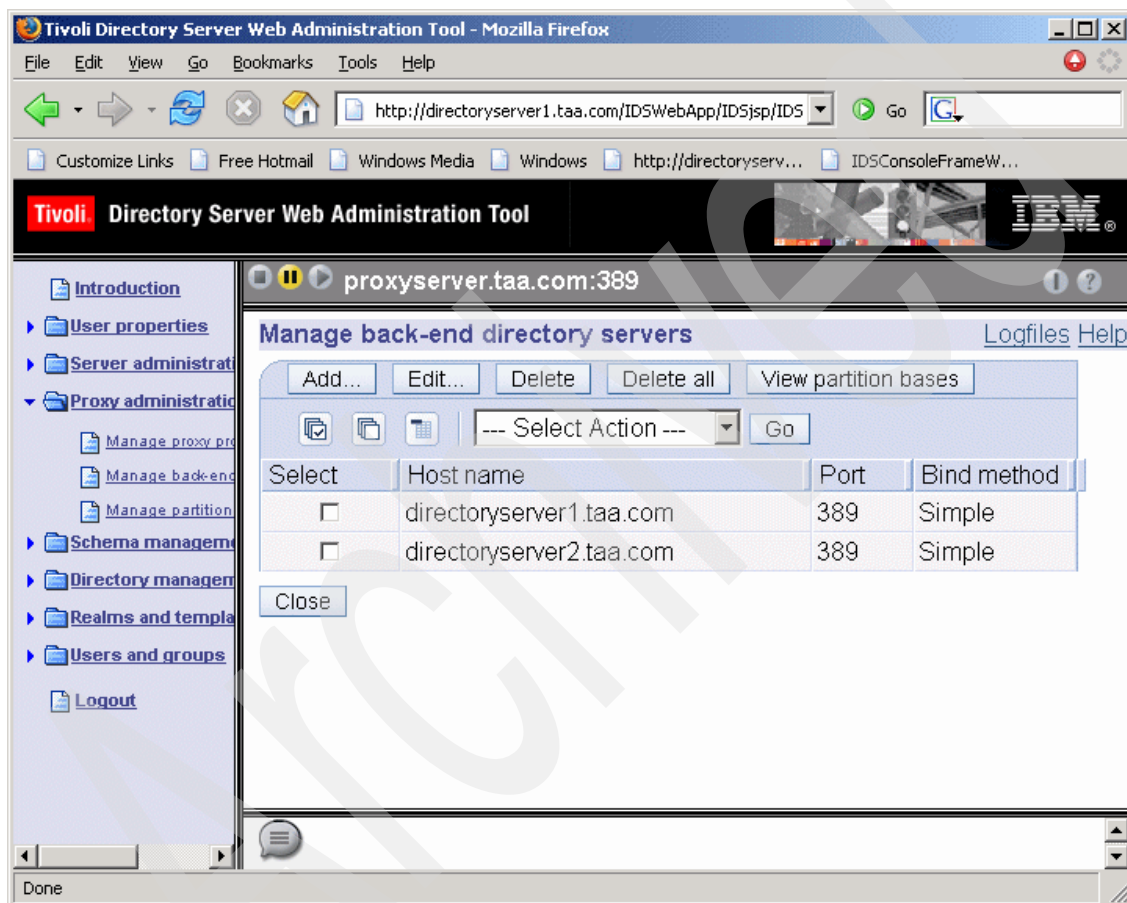 Tivoli Directory Server Web Administration Tool - Mozilla Firefox
File Edit View Go Bookmarks Tools Help
http://directoryserver1.taa.com/IDSWebApp/IDSjsp/IDS Go G
Customize Links Free Hotmail Windows Media Windows http://directoryserv... IDSConsoleFrameW...
Tivoli. Directory Server Web Administration Tool IBM®
proxyserver.taa.com:389
Introduction
User properties
Server administrati
Proxy administratio
Manage proxy pro
Manage back-end
Manage partition
Schema manageme
Directory managem
Realms and templa
Users and groups
Logout
Manage back-end directory servers Logfiles Help
Add... Edit... Delete Delete all View partition bases
--- Select Action --- Go
Select Host name Port Bind method
directoryserver1.taa.com 389 Simple
directoryserver2.taa.com 389 Simple
Close
Done
Archived